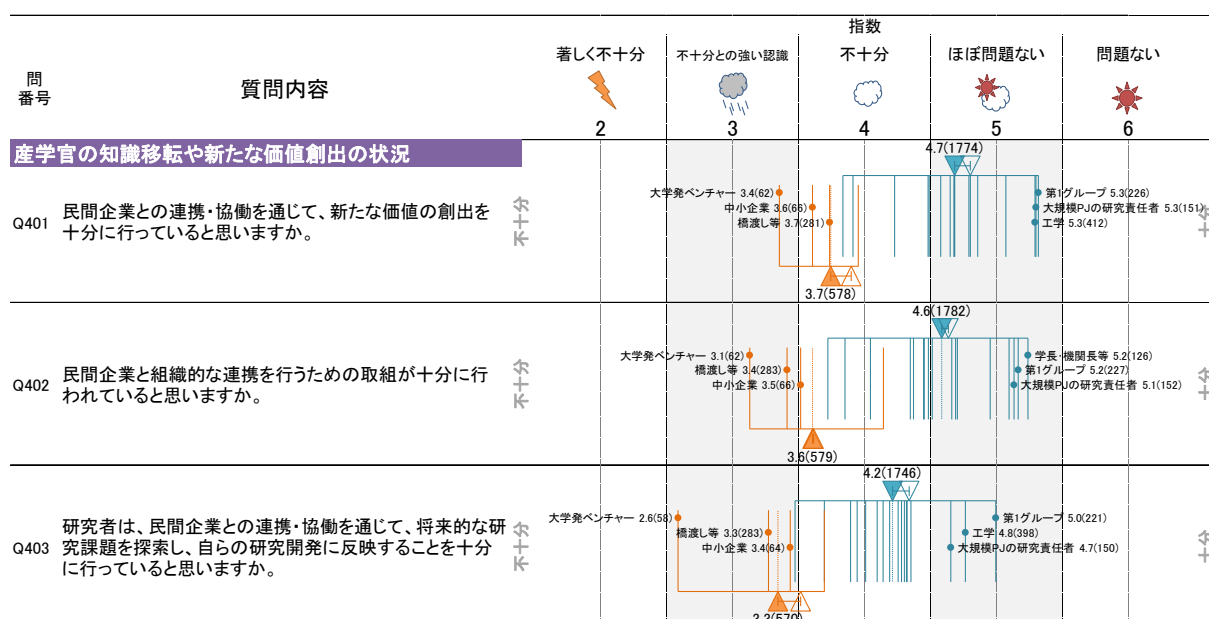 指数
著しく不十分
不十分との強い認識
不十分
ほぼ問題ない
問題ない
問
番号
質問内容
2
3
4
5
6
産学官の知識移転や新たな価値創出の状況
4.7(1774)
Q401
民間企業との連携・協働を通じて、新たな価値の創出を
十分に行っていると思いますか。
不十分
大学発ベンチャー 3.4(62)
中小企業 3.6(66)
橋渡し等 3.7(281)
第1グループ 5.3(226)
大規模PJの研究責任者 5.3(151)
工学 5.3(412)
十分
3.7(578)
4.6(1782)
Q402
民間企業と組織的な連携を行うための取組が十分に行
われていると思いますか。
不十分
大学発ベンチャー 3.1(62)
橋渡し等 3.4(283)
中小企業 3.5(66)
学長・機関長等 5.2(126)
第1グループ 5.2(227)
大規模PJの研究責任者 5.1(152)
十分
3.6(579)
4.2(1746)
Q403
研究者は、民間企業との連携・協働を通じて、将来的な研
究課題を探索し、自らの研究開発に反映することを十分
に行っていると思いますか。
不十分
大学発ベンチャー 2.6(58)
橋渡し等 3.3(283)
中小企業 3.4(64)
第1グループ 5.0(221)
工学 4.8(398)
大規模PJの研究責任者 4.7(150)
十分
3.3(570)